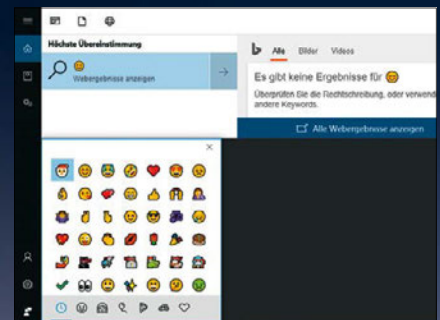 Höchste Übereinstimmung
Webergebnisse anzeigen
Alle Bilder Videos
Es gibt keine Ergebnisse für 😊
Überprüfen Sie die Rechtschreibung, oder verwend
andere Keywords.
Alle Webergebnisse anzeigen